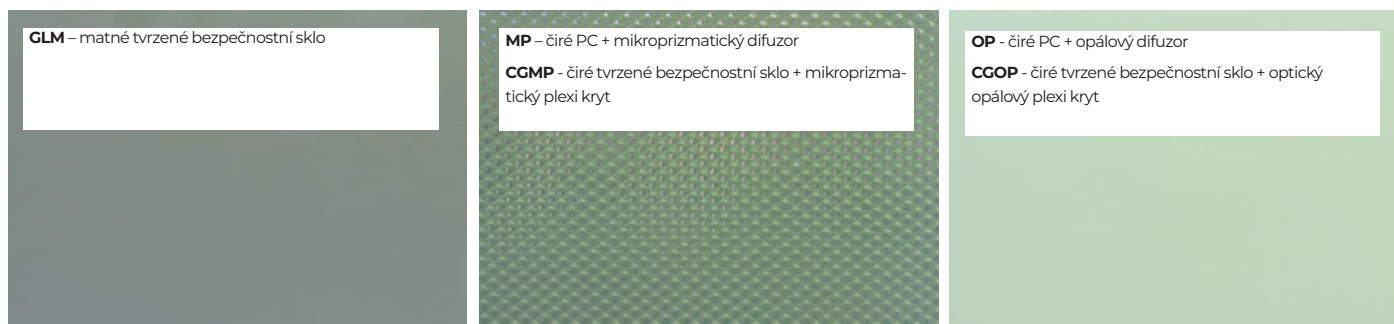 GLM – matné tvrzené bezpečnostní sklo
MP – čiré PC + mikroprizmatický difuzor
CGMP - čiré tvrzené bezpečnostní sklo + mikroprizma-
tický plexi kryt
OP - čiré PC + opálový difuzor
CGOP - čiré tvrzené bezpečnostní sklo + optický
opálový plexi kryt